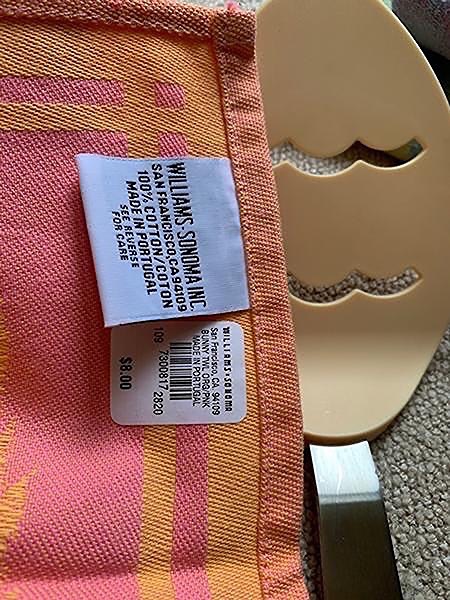 WILLIAMS SONOMA INC.
SAN FRANCISCO, CA 94109
100% COTTON/COTON
MADE IN PORTUGAL
SEE REVERSE
FOR CARE
WILLIAMS-SONOMA
San Francisco, CA. 94109
BUNNY TWL ORG/PNK
MADE IN PORTUGAL
109 7300817 2820
$8.00